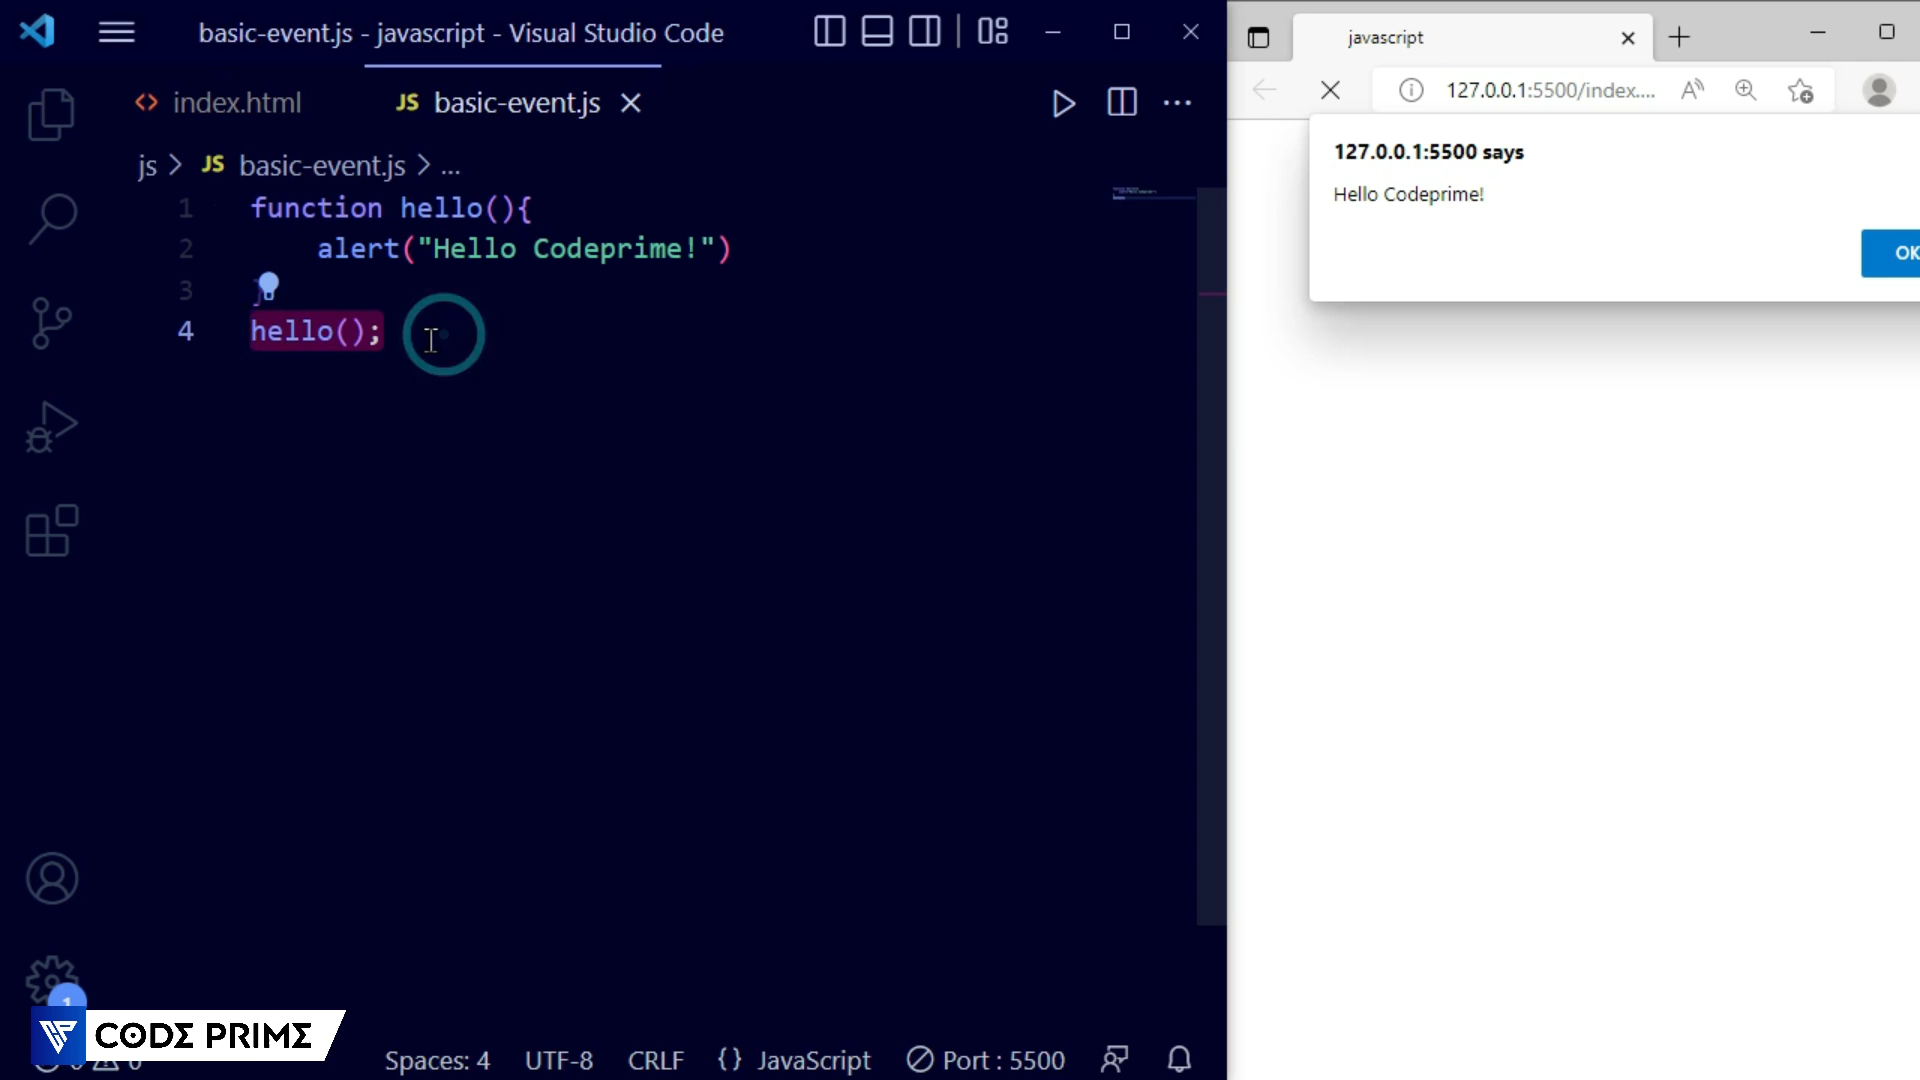 basic-event.js - javascript - Visual Studio Code
index.html
JS basic-event.js
js > JS basic-event.js > ...
1 function hello(){
2 alert("Hello Codeprime!")
3 }
4 hello();
1
CODΣ PRIMΣ
Spaces: 4 UTF-8 CRLF {} JavaScript Port : 5500
javascript
127.0.0.1:5500/index....
127.0.0.1:5500 says
Hello Codeprime!
OK